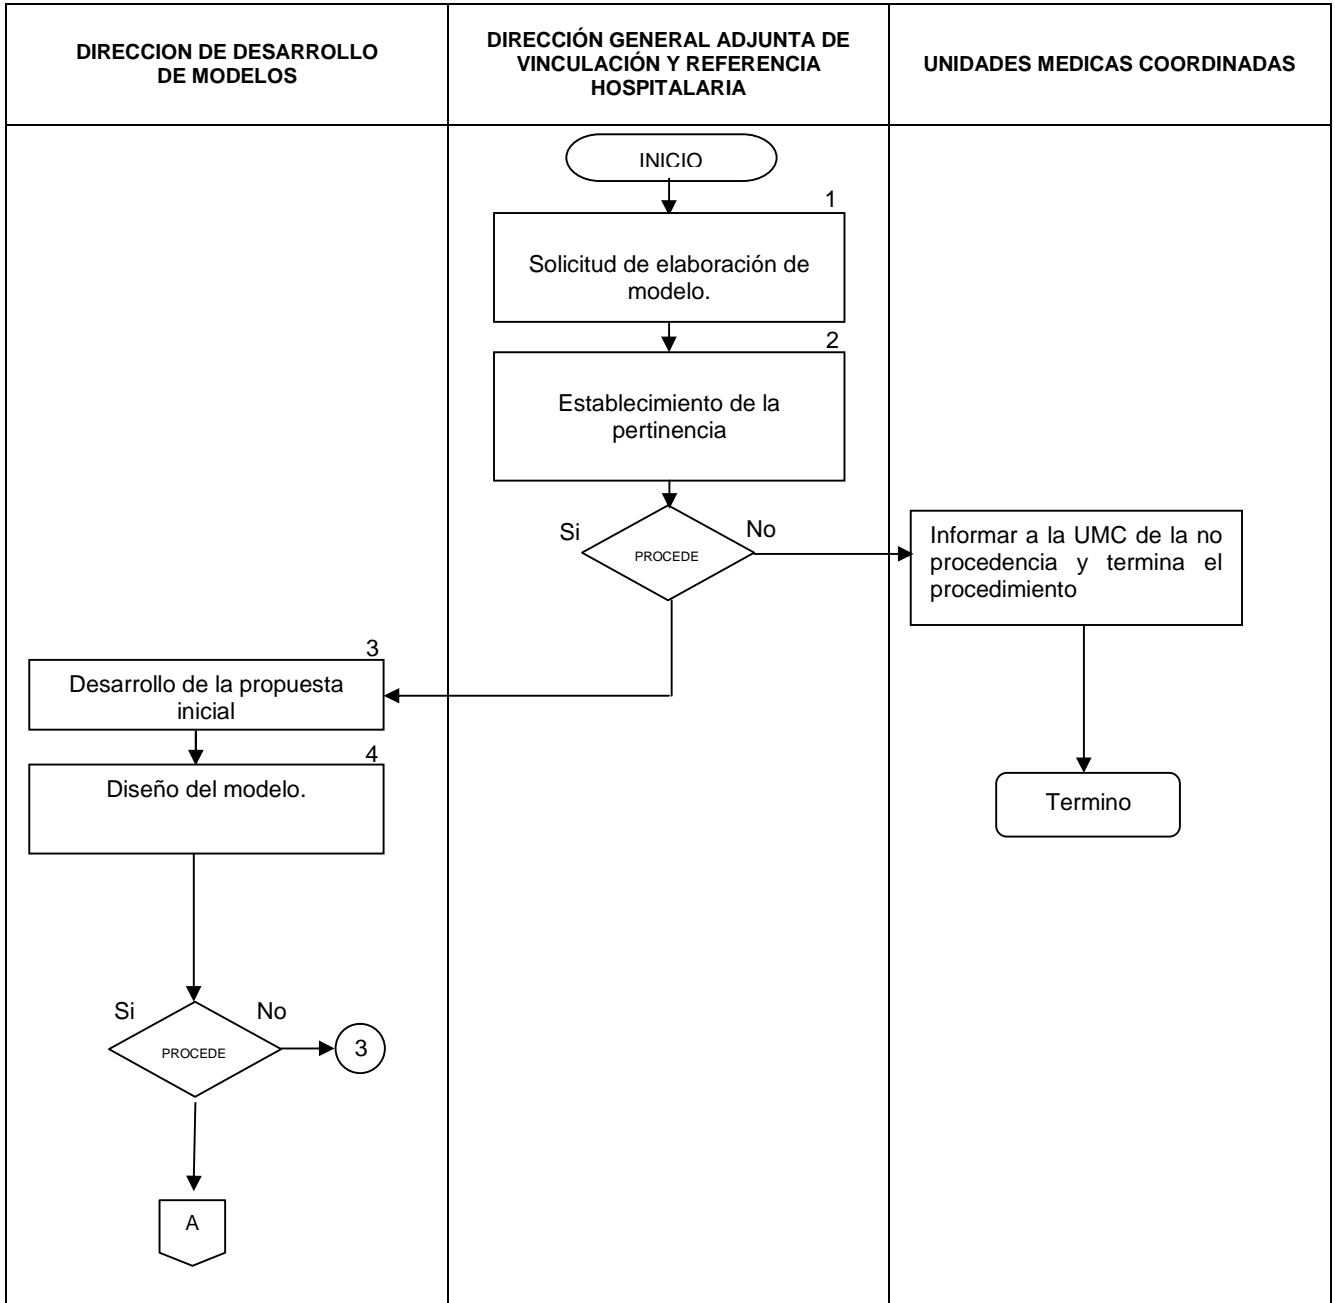 DIRECCION DE DESARROLLO
DE MODELOS
DIRECCIÓN GENERAL ADJUNTA DE
VINCULACIÓN Y REFERENCIA
HOSPITALARIA
UNIDADES MEDICAS COORDINADAS
INICIO
1
Solicitud de elaboración de
modelo.
2
Establecimiento de la
pertinencia
Si
No
PROCEDE
Informar a la UMC de la no
procedencia y termina el
procedimiento
3
Desarrollo de la propuesta
inicial
4
Diseño del modelo.
Termino
Si
No
PROCEDE
3
A